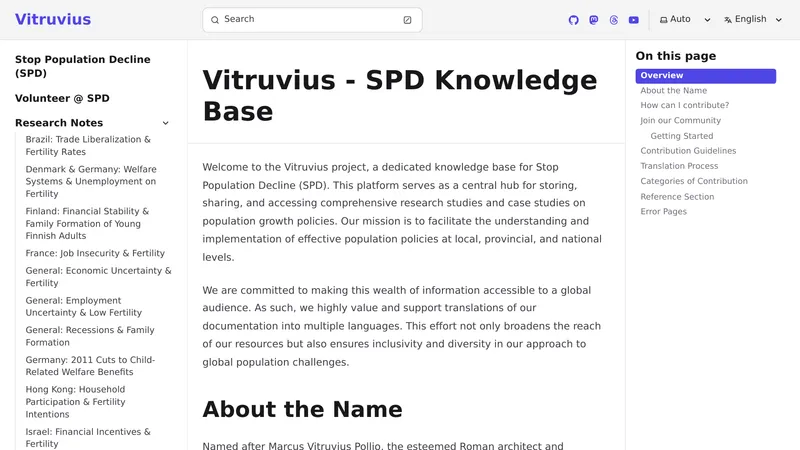 Vitruvius
Search
Auto
English
Stop Population Decline
(SPD)
Volunteer @ SPD
Research Notes
Brazil: Trade Liberalization &
Fertility Rates
Denmark & Germany: Welfare
Systems & Unemployment on
Fertility
Finland: Financial Stability &
Family Formation of Young
Finnish Adults
France: Job Insecurity & Fertility
General: Economic Uncertainty &
Fertility
General: Employment
Uncertainty & Low Fertility
General: Recessions & Family
Formation
Germany: 2011 Cuts to Child-
Related Welfare Benefits
Hong Kong: Household
Participation & Fertility
Intentions
Israel: Financial Incentives &
Fertility
Vitruvius - SPD Knowledge
Base
Welcome to the Vitruvius project, a dedicated knowledge base for Stop
Population Decline (SPD). This platform serves as a central hub for storing,
sharing, and accessing comprehensive research studies and case studies on
population growth policies. Our mission is to facilitate the understanding and
implementation of effective population policies at local, provincial, and national
levels.
We are committed to making this wealth of information accessible to a global
audience. As such, we highly value and support translations of our
documentation into multiple languages. This effort not only broadens the reach
of our resources but also ensures inclusivity and diversity in our approach to
global population challenges.
About the Name
Named after Marcus Vitruvius Pollio, the esteemed Roman architect and
On this page
Overview
About the Name
How can I contribute?
Join our Community
Getting Started
Contribution Guidelines
Translation Process
Categories of Contribution
Reference Section
Error Pages